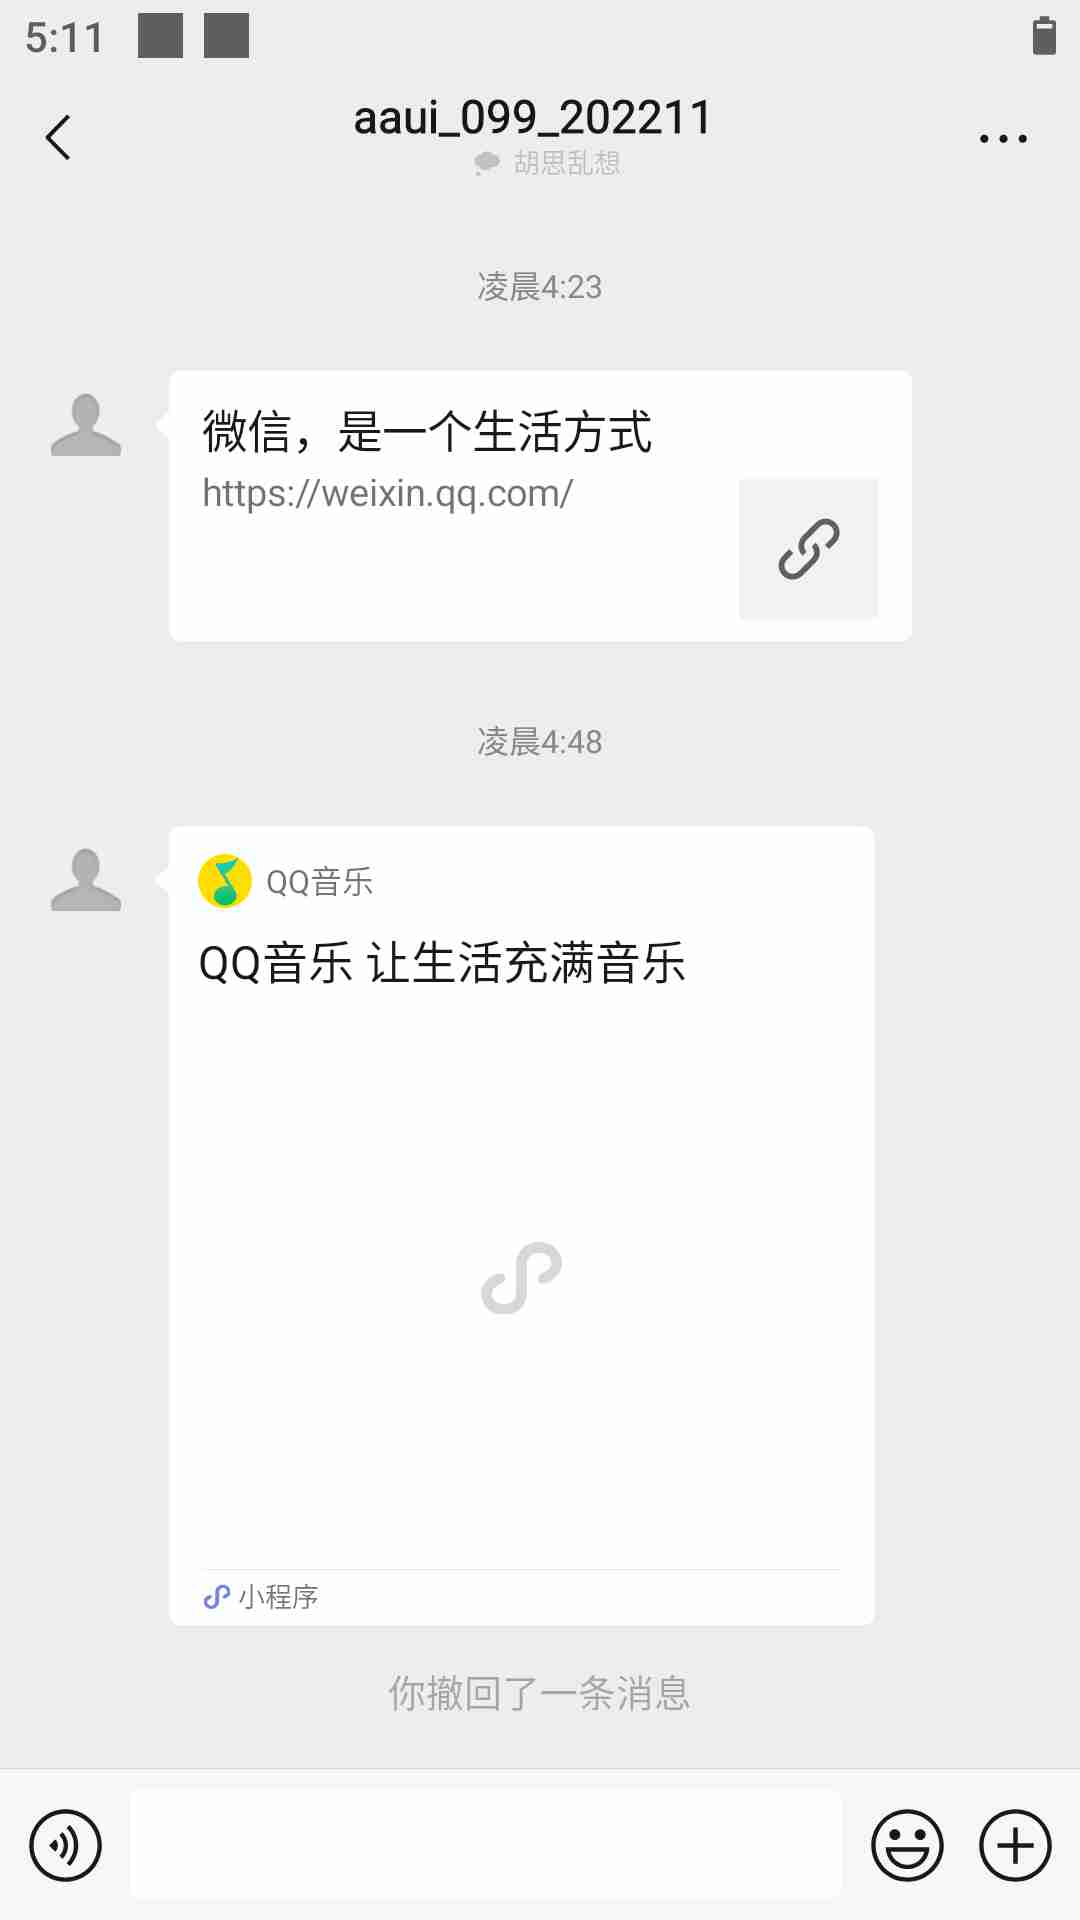 5:11
aaui_099_202211
胡思乱想
凌晨4:23
微信，是一个生活方式
https://weixin.qq.com/
凌晨4:48
QQ音乐
QQ音乐 让生活充满音乐
小程序
你撤回了一条消息